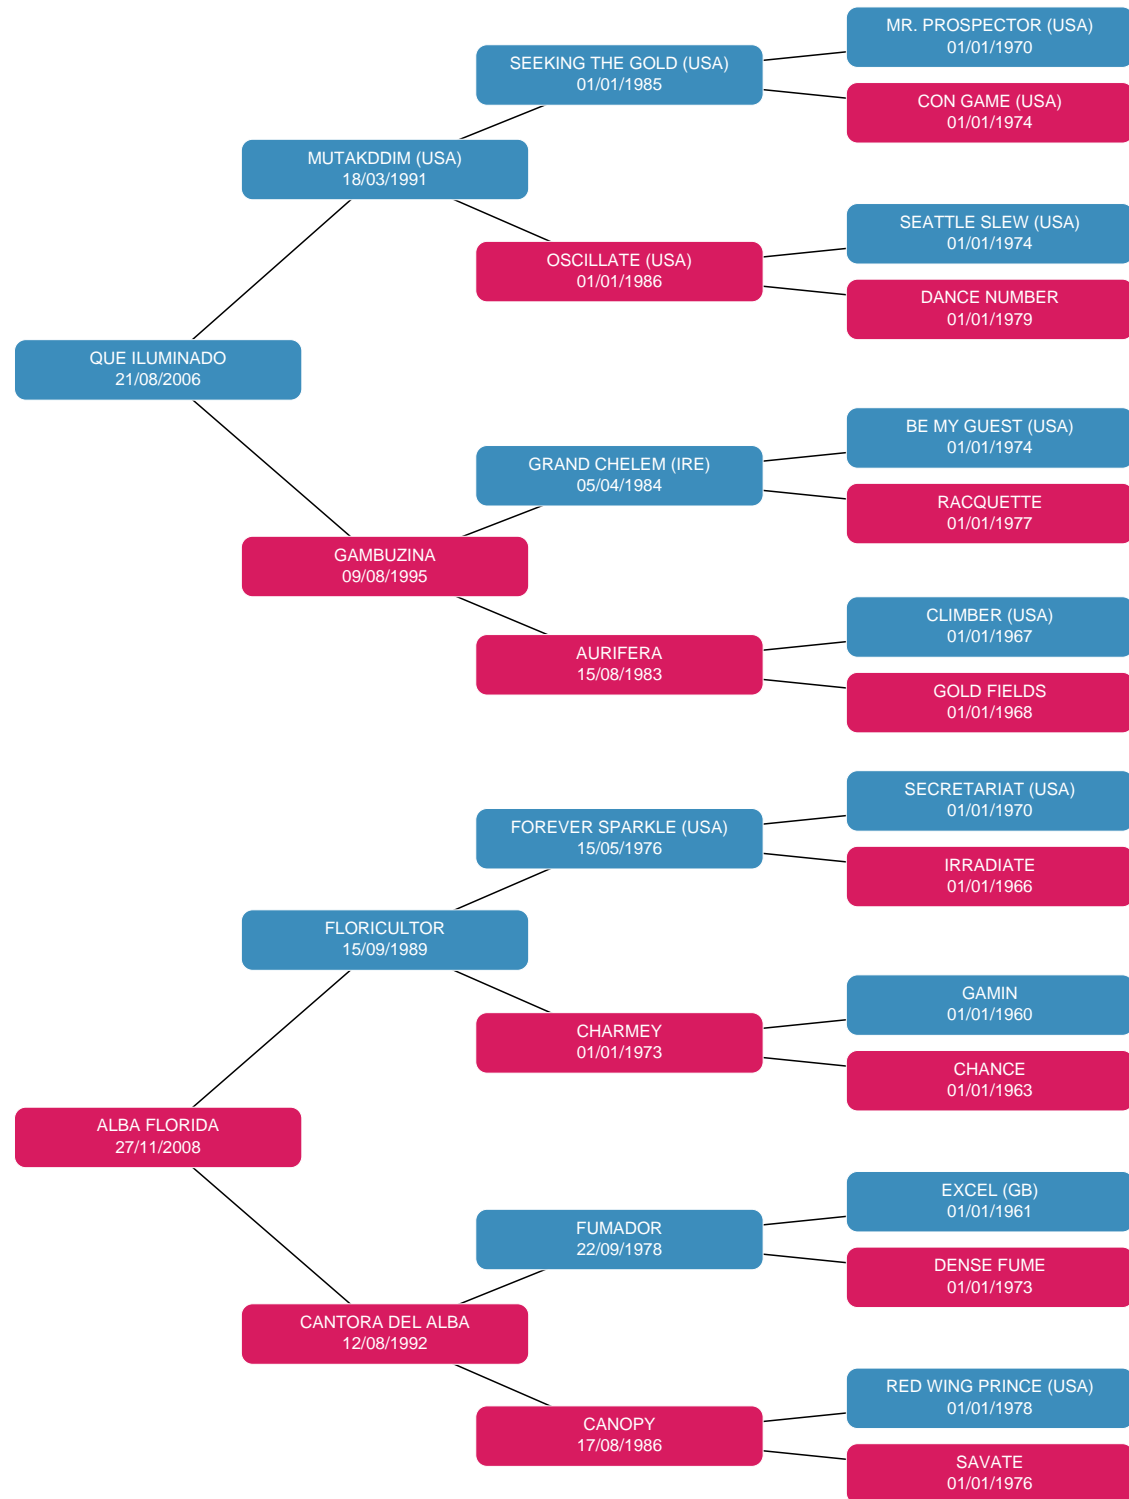 MR. PROSPECTOR (USA)
01/01/1970
SEEKING THE GOLD (USA)
01/01/1985
CON GAME (USA)
01/01/1974
MUTAKDDIM (USA)
18/03/1991
SEATTLE SLEW (USA)
01/01/1974
OSCILLATE (USA)
01/01/1986
DANCE NUMBER
01/01/1979
QUE ILUMINADO
21/08/2006
BE MY GUEST (USA)
01/01/1974
GRAND CHELEM (IRE)
05/04/1984
RACQUETTE
01/01/1977
GAMBUZINA
09/08/1995
CLIMBER (USA)
01/01/1967
AURIFERA
15/08/1983
GOLD FIELDS
01/01/1968
SECRETARIAT (USA)
01/01/1970
FOREVER SPARKLE (USA)
15/05/1976
IRRADIATE
01/01/1966
FLORICULTOR
15/09/1989
GAMIN
01/01/1960
CHARMEY
01/01/1973
CHANCE
01/01/1963
ALBA FLORIDA
27/11/2008
EXCEL (GB)
01/01/1961
FUMADOR
22/09/1978
DENSE FUME
01/01/1973
CANTORA DEL ALBA
12/08/1992
RED WING PRINCE (USA)
01/01/1978
CANOPY
17/08/1986
SAVATE
01/01/1976